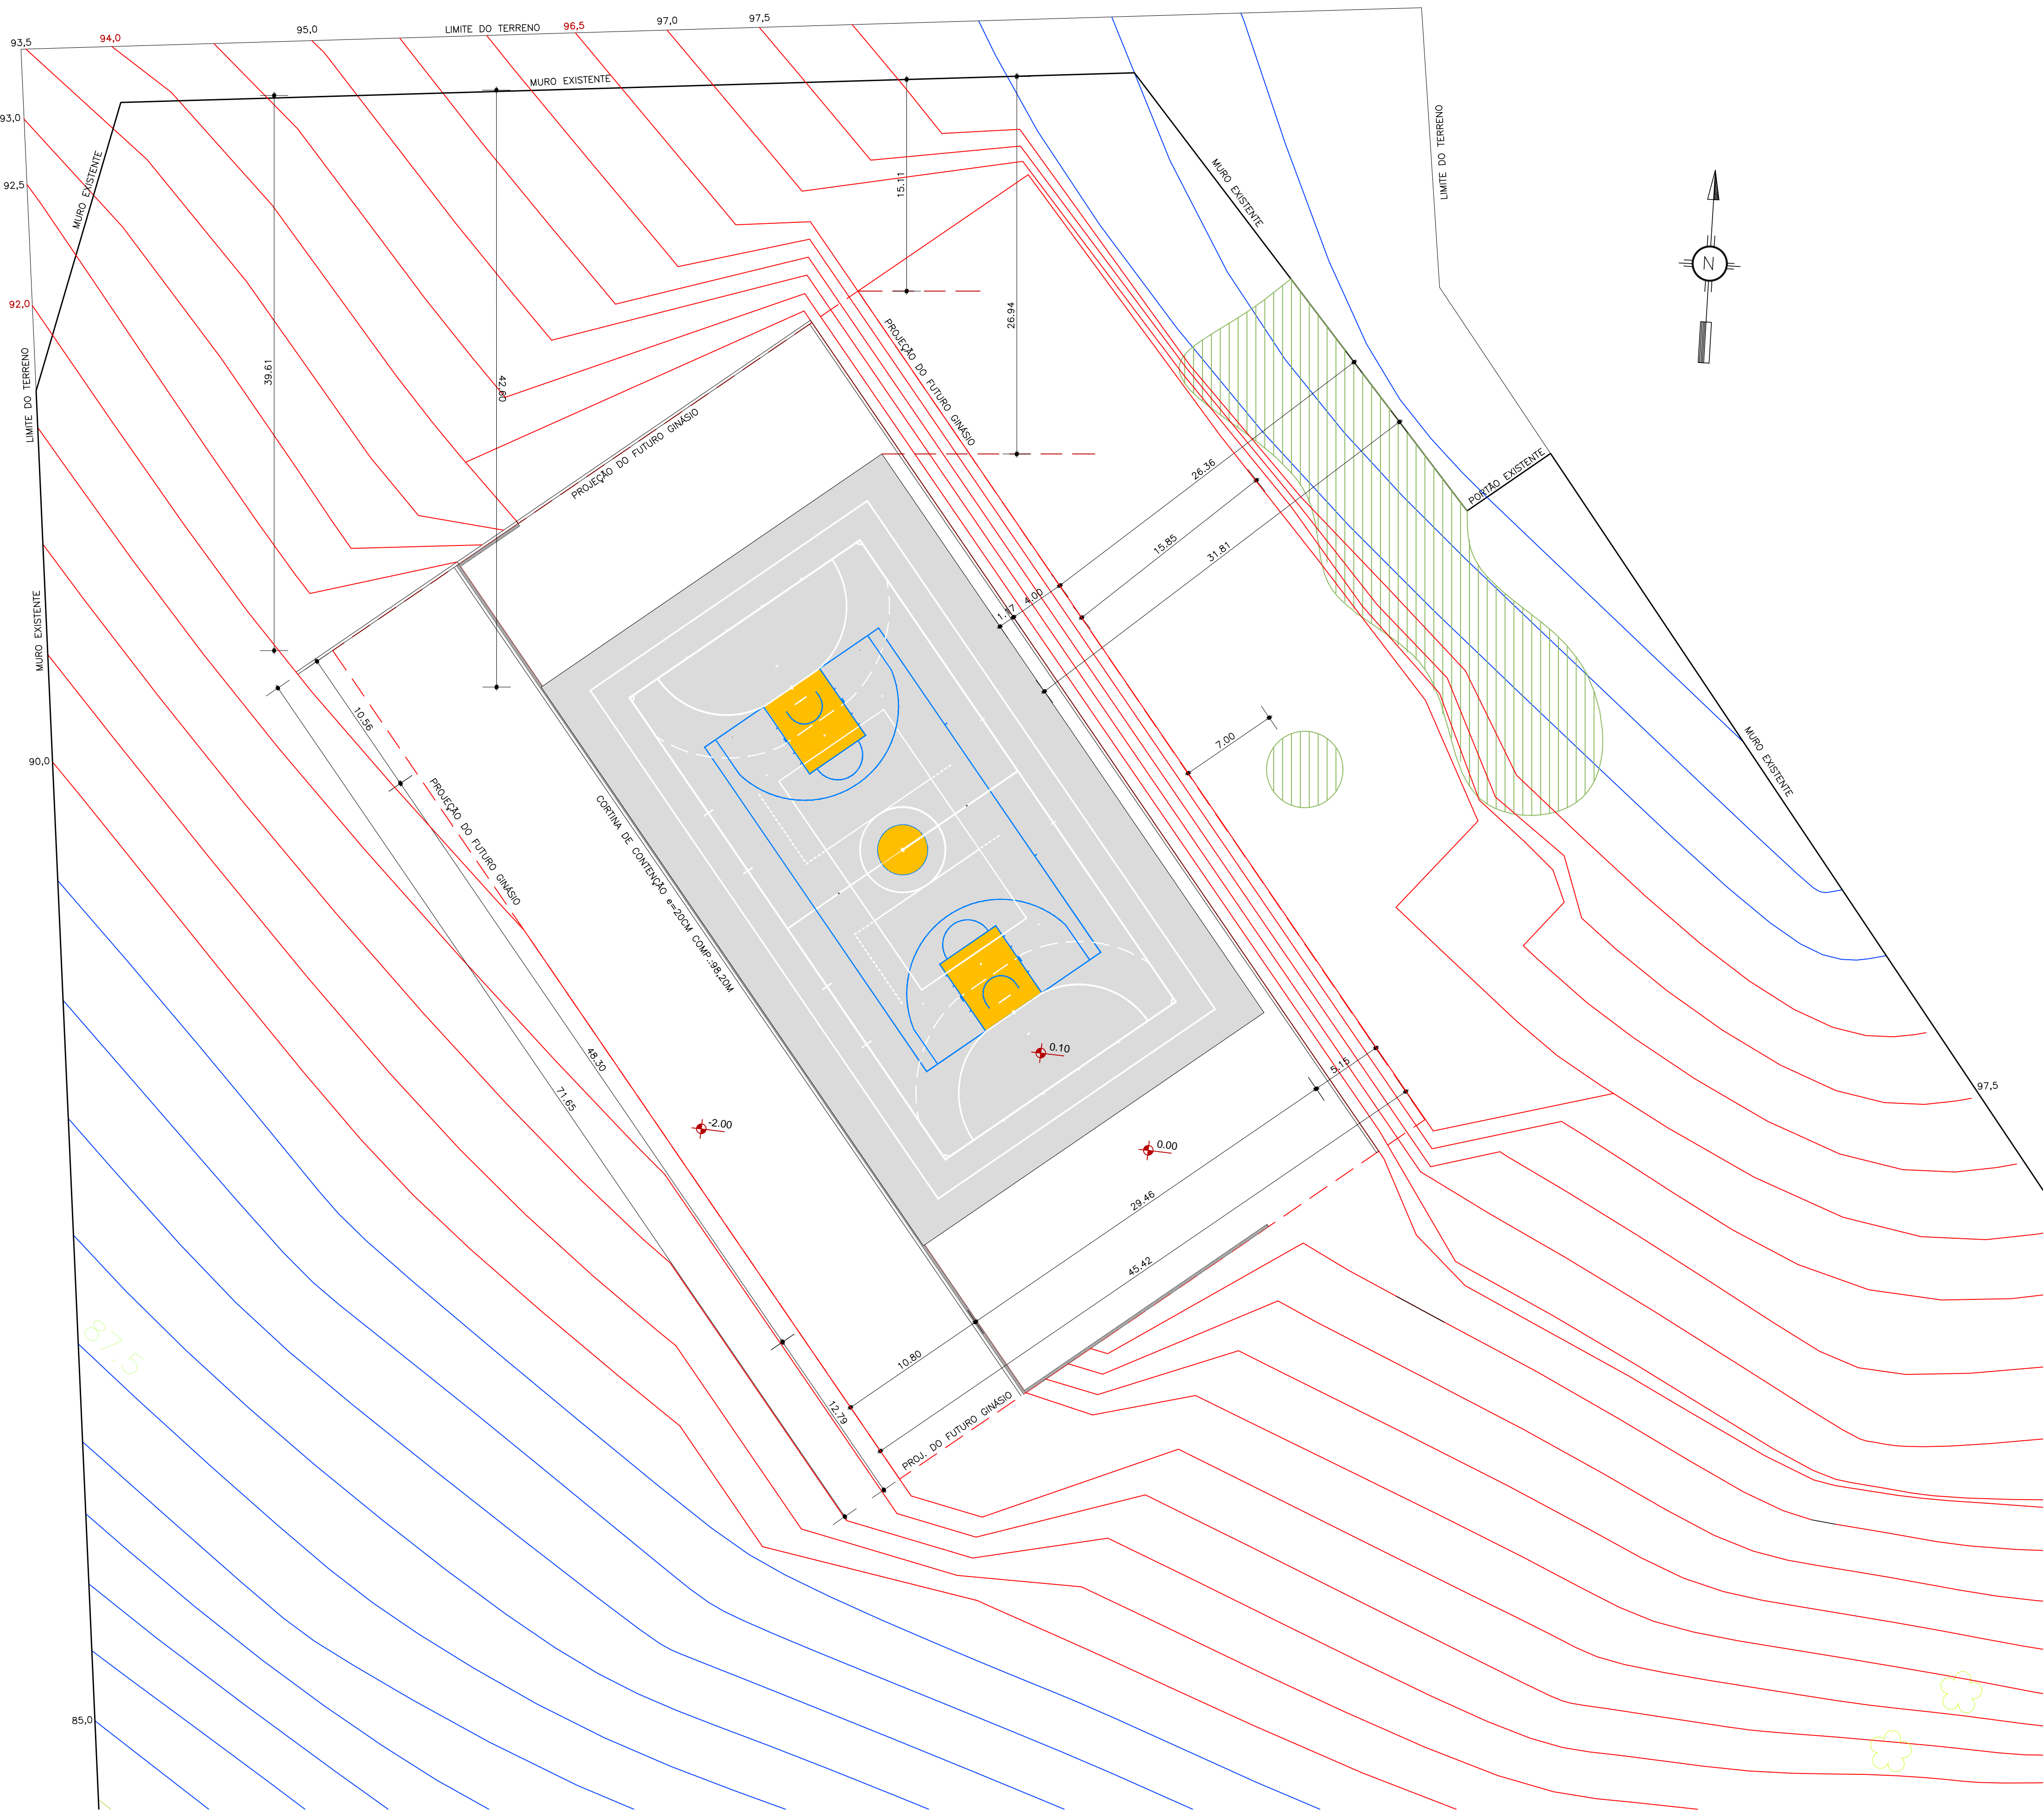 93,5
94,0
95,0
LIMITE DO TERRENO
96,5
97,0
97,5
93,0
92,5
92,0
MURO EXISTENTE
MURO EXISTENTE
MURO EXISTENTE
LIMITE DO TERRENO
LIMITE DO TERRENO
N
15.11
26.94
39.61
42.60
PROJEÇÃO DO FUTURO GINÁSIO
PROJEÇÃO DO FUTURO GINÁSIO
PORTÃO EXISTENTE
26.36
15.85
31.81
1.17
4.00
MURO EXISTENTE
10.56
7.00
90,0
PROJEÇÃO DO FUTURO GINÁSIO
CORTINA DE CONTENÇÃO e=20CM COMP.:98,20M
MURO EXISTENTE
48.30
71.65
0.10
5.15
97,5
-2.00
0.00
29.46
45.42
10.80
12.79
PROJ. DO FUTURO GINÁSIO
87.5
85,0